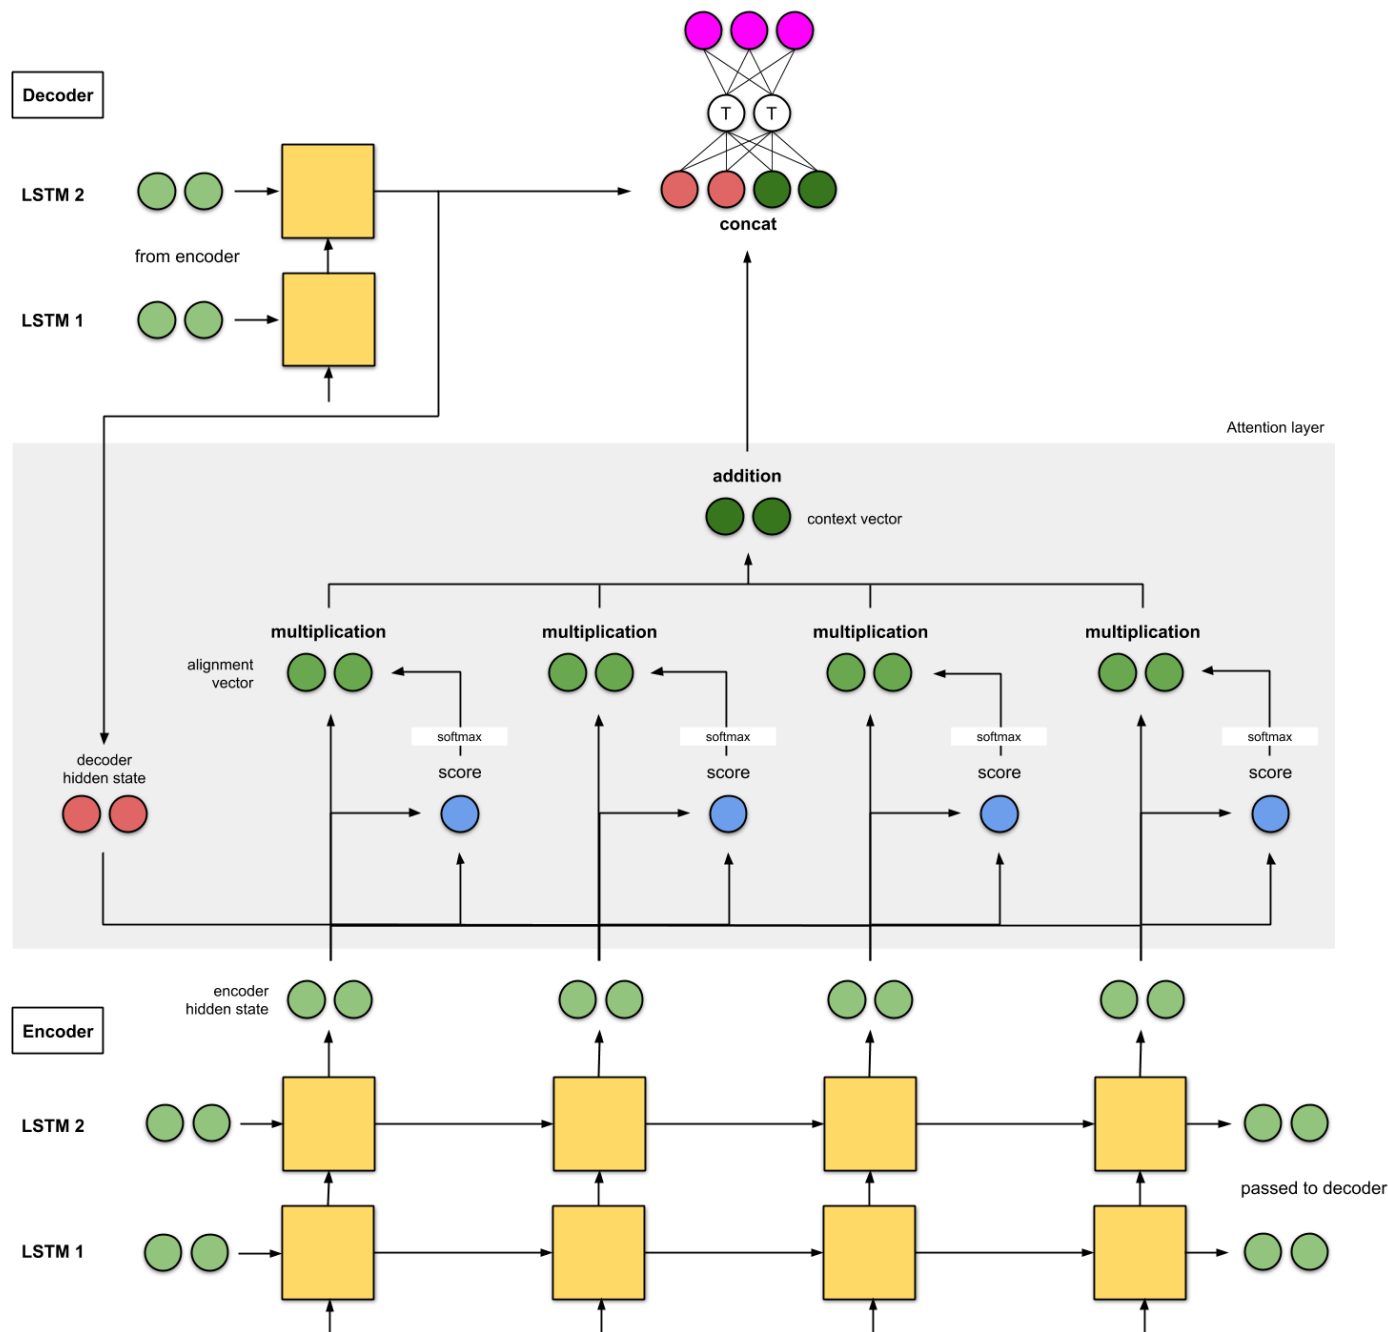 Decoder
T T
LSTM 2
concat
from encoder
LSTM 1
Attention layer
addition
context vector
multiplication multiplication multiplication multiplication
alignment
vector
softmax softmax softmax softmax
decoder
hidden state
score score score score
encoder
hidden state
Encoder
LSTM 2
passed to decoder
LSTM 1